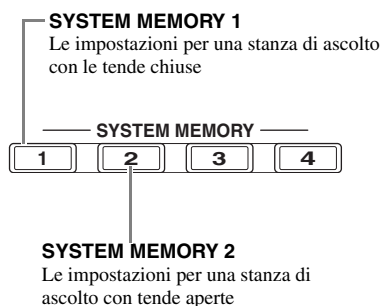 SYSTEM MEMORY 1
Le impostazioni per una stanza di ascolto
con le tende chiuse
SYSTEM MEMORY
1 2 3 4
SYSTEM MEMORY 2
Le impostazioni per una stanza di
ascolto con tende aperte